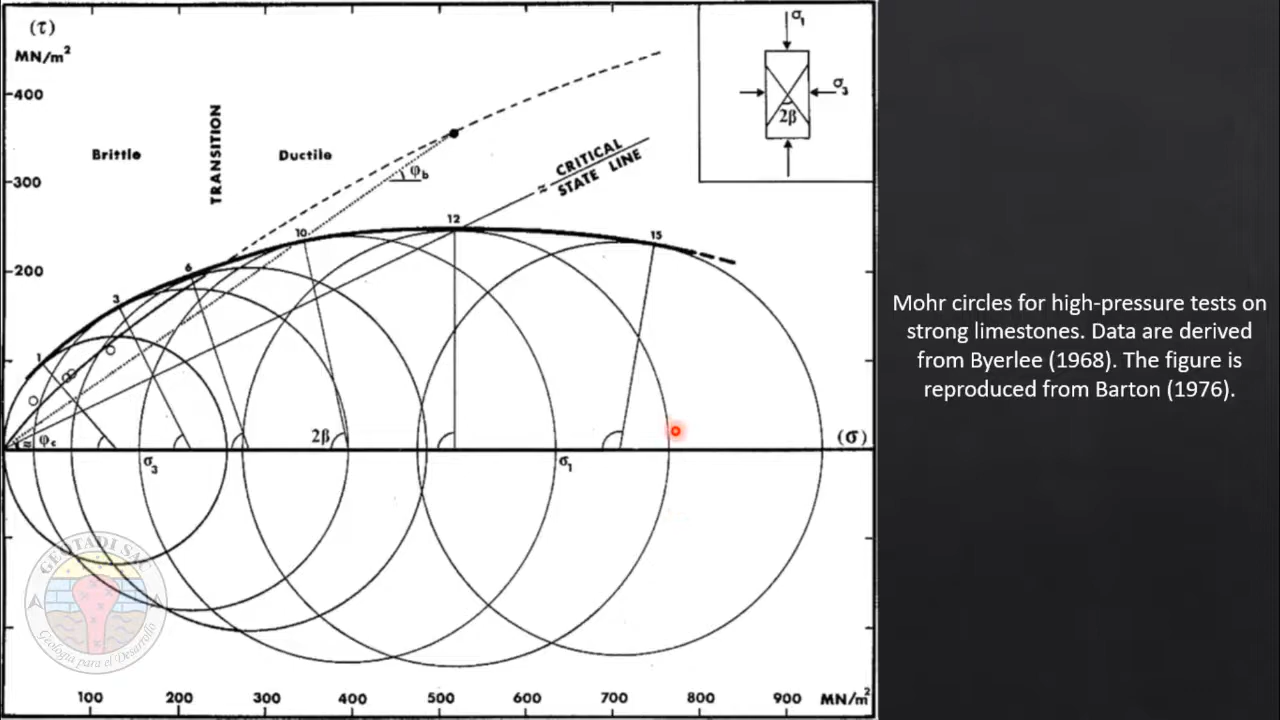 (τ)
MN/m²
400
300
200
Brittle
TRANSITION
Ductile
φb
≈ CRITICAL
STATE LINE
σ1
σ3
2β
1
3
6
10
12
15
≈ φc
2β
(σ)
σ3
σ1
100
200
300
400
500
600
700
800
900
MN/m²
GEOTADI SAC
Geología para el Desarrollo
Mohr circles for high-pressure tests on
strong limestones. Data are derived
from Byerlee (1968). The figure is
reproduced from Barton (1976).